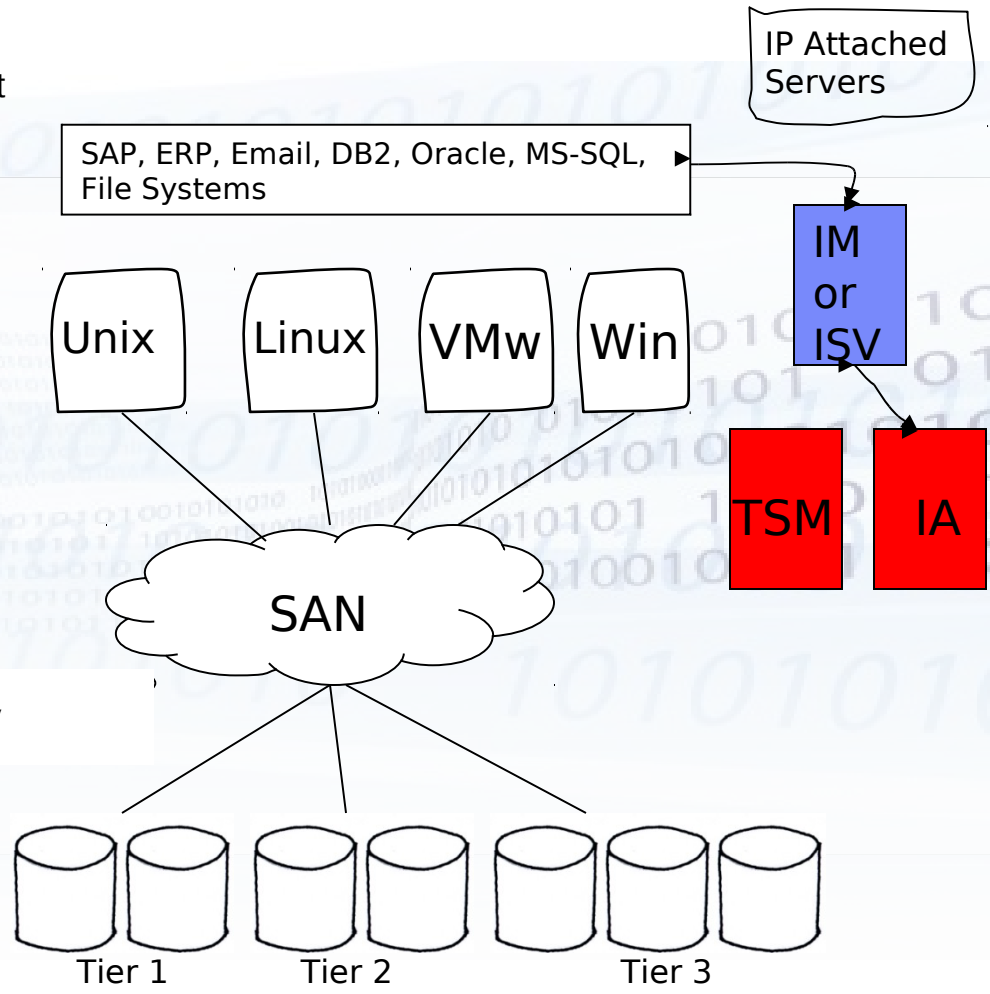 IP Attached
Servers
t
SAP, ERP, Email, DB2, Oracle, MS-SQL,
File Systems
IM
or
ISV
Unix
Linux
VMw
Win
TSM
IA
SAN
Tier 1
Tier 2
Tier 3